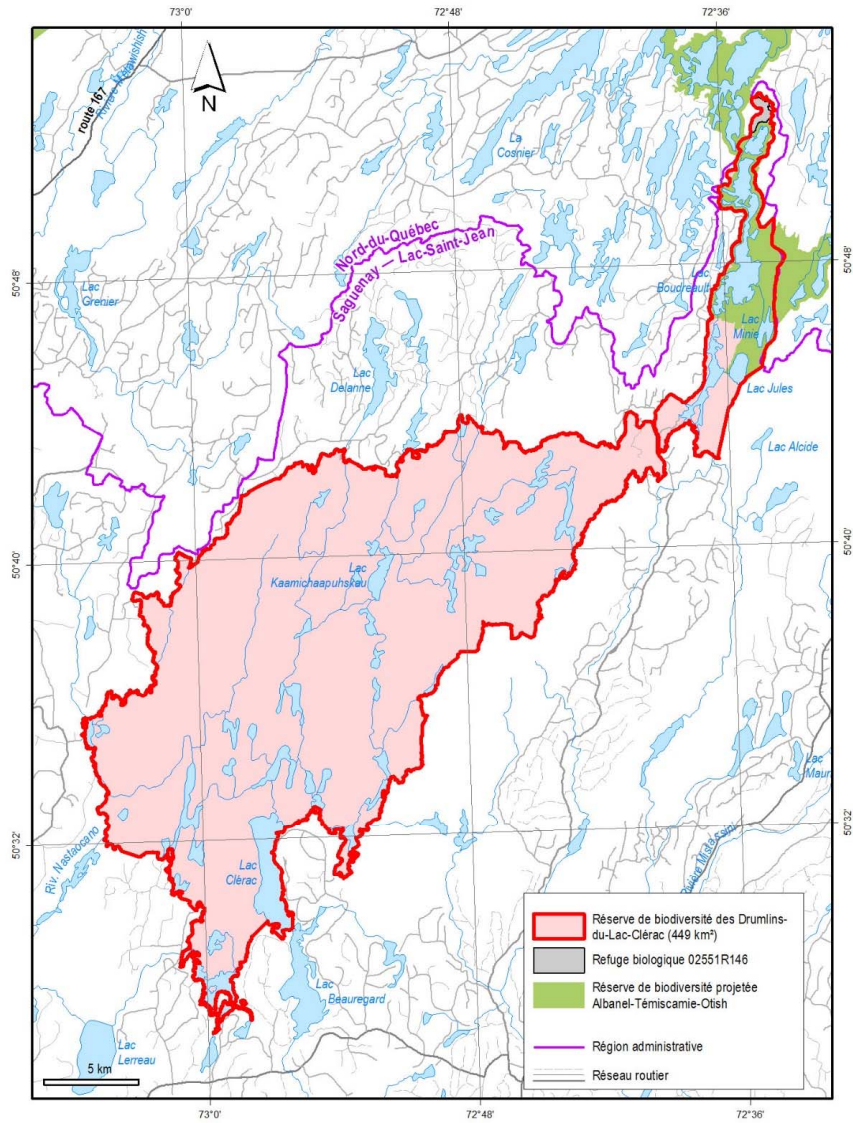 73°0'
72°48'
72°36'
route 167
N
La
Cosnier
Nord-du-Québec
Saguenay — Lac-Saint-Jean
50°48'
50°48'
Lac
Grenier
Lac
Boudreault
Lac
Minie
Lac
Delanne
Lac Jules
Lac Alcide
50°40'
50°40'
Lac
Kaamichaapuhskau
50°32'
50°32'
Lac
Maur
Riv. Nastaocano
Rivière Mistassini
Lac
Clérac
Lac
Beauregard
Lac
Lerreau
5 km
Réserve de biodiversité des Drumlins-
du-Lac-Clérac (449 km²)
Refuge biologique 02551R146
Réserve de biodiversité projetée
Albanel-Témiscamie-Otish
Région administrative
Réseau routier
73°0'
72°48'
72°36'